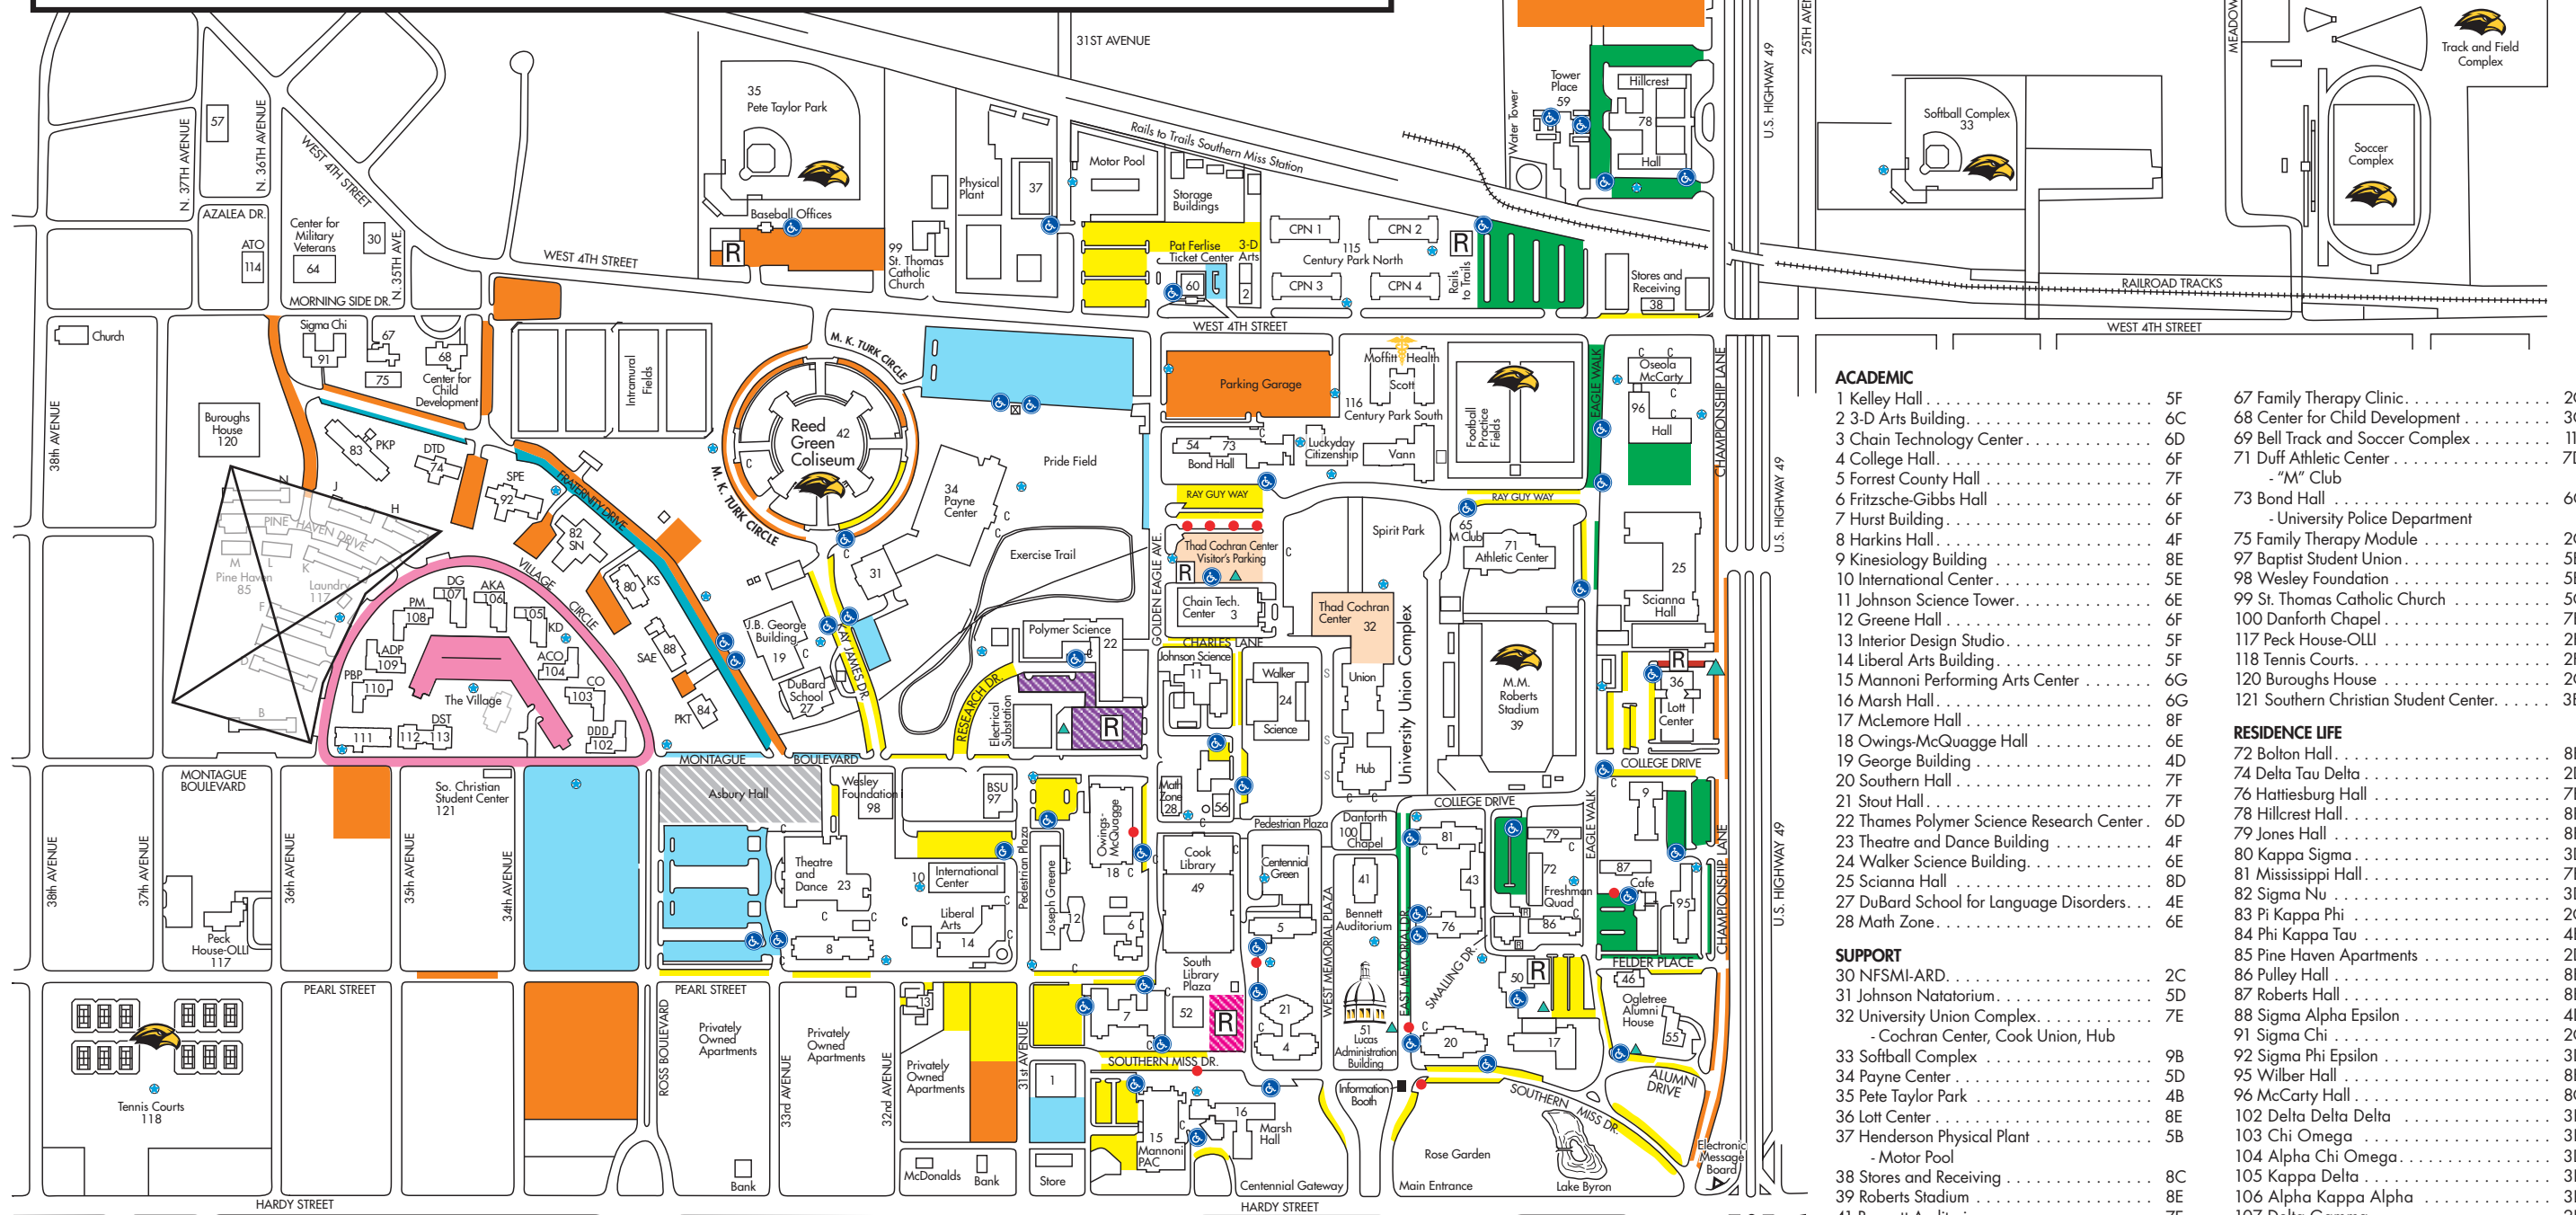 31ST AVENUE
U.S. HIGHWAY 49
25TH AVEN
MEADOW
Track and Field
Complex
35
Pete Taylor Park
Tower
Place
59
Hillcrest
78
Hall
Water Tower
Softball Complex
33
Soccer
Complex
57
N. 37TH AVENUE
N. 36TH AVENUE
WEST 4TH STREET
Rails to Trails Southern Miss Station
Motor Pool
Physical
Plant
37
Storage
Buildings
AZALEA DR.
ATO
114
Center for
Military
Veterans
64
30
N. 35TH AVE.
MORNING SIDE DR.
WEST 4TH STREET
Baseball Offices
R
99
St. Thomas
Catholic
Church
Pat Ferlise
Ticket Center
60
3-D
Arts
2
CPN 1
CPN 2
115
Century Park North
CPN 3
CPN 4
R
Rails
to Trails
Stores and
Receiving
38
RAILROAD TRACKS
WEST 4TH STREET
WEST 4TH STREET
Church
38th AVENUE
Sigma Chi
91
67
75
68
Center for
Child
Development
Intramural
Fields
M. K. TURK CIRCLE
Reed
Green
Coliseum
42
M. K. TURK CIRCLE
Parking Garage
Moffitt Health
Scott
116
Century Park South
Football
Practice
Fields
EAGLE WALK
Oseola
McCarty
96
Hall
CHAMPIONSHIP LANE
U.S. HIGHWAY 49
Buroughs
House
120
83
PKP
DTD
74
SPE
92
FRATERNITY DRIVE
82
SN
Pride Field
34
Payne
Center
54
73
Bond Hall
Luckyday
Citizenship
Vann
RAY GUY WAY
RAY GUY WAY
N
J
H
PINE HAVEN DRIVE
M
L
K
Pine Haven
85
Laundry
117
F
D
B
VILLAGE
CIRCLE
80
KS
SAE
88
PKT
84
DG
107
AKA
106
105
KD
PM
108
ADP
109
PBP
110
ACO
104
CO
103
DDD
102
The Village
111
DST
112
113
Exercise Trail
GOLDEN EAGLE AVE.
Thad Cochran Center
Visitor's Parking
R
Chain Tech.
Center 3
CHARLES LANE
Spirit Park
Thad Cochran
Center
32
Union
Hub
University Union Complex
65
M Club
71
Athletic Center
25
Scianna
Hall
31
J.B. George
Building
19
DuBard
School
27
RAY JAMES DR.
Polymer Science
22
RESEARCH DR.
Electrical
Substation
R
Johnson Science
11
Walker
24
Science
M.M.
Roberts
Stadium
39
R
36
Lott
Center
MONTAGUE
BOULEVARD
MONTAGUE
BOULEVARD
COLLEGE DRIVE
COLLEGE DRIVE
Asbury Hall
Wesley
Foundation
98
BSU
97
So. Christian
Student Center
121
38th AVENUE
37th AVENUE
36th AVENUE
35th AVENUE
34th AVENUE
Owings-
McQuagge
18
Math
Zone
28
56
Pedestrian Plaza
Pedestrian Plaza
Danforth
100
Chapel
81
79
9
EAGLE WALK
CHAMPIONSHIP LANE
U.S. HIGHWAY 49
Theatre
and
Dance
23
10
International
Center
Liberal
Arts
14
8
Joseph Greene
12
6
Cook
Library
49
Centennial
Green
5
41
Bennett
Auditorium
WEST MEMORIAL PLAZA
EAST MEMORIAL DR.
43
76
72
Freshman
Quad
86
87
Cafe
95
Peck
House-OLLI
117
SMALLING DR.
FELDER PLACE
PEARL STREET
PEARL STREET
South
Library
Plaza
7
52
R
21
4
51
Lucas
Administration
Building
50
R
20
17
46
Ogletree
Alumni
House
55
13
Privately
Owned
Apartments
Privately
Owned
Apartments
Privately
Owned
Apartments
ROSS BOULEVARD
33rd AVENUE
32nd AVENUE
31st AVENUE
SOUTHERN MISS DR.
1
Information
Booth
SOUTHERN MISS DR.
ALUMNI
DRIVE
Tennis Courts
118
15
Mannoni
PAC
16
Marsh
Hall
Rose Garden
Lake Byron
Electronic
Message
Board
Bank
McDonalds
Bank
Store
Centennial Gateway
Main Entrance
HARDY STREET
HARDY STREET
ACADEMIC
1 Kelley Hall 5F
2 3-D Arts Building 6C
3 Chain Technology Center 6D
4 College Hall 6F
5 Forrest County Hall 7F
6 Fritzsche-Gibbs Hall 6F
7 Hurst Building 6F
8 Harkins Hall 4F
9 Kinesiology Building 8E
10 International Center 5E
11 Johnson Science Tower 6E
12 Greene Hall 6F
13 Interior Design Studio 5F
14 Liberal Arts Building 5F
15 Mannoni Performing Arts Center 6G
16 Marsh Hall 6G
17 McLemore Hall 8F
18 Owings-McQuagge Hall 6E
19 George Building 4D
20 Southern Hall 7F
21 Stout Hall 7F
22 Thames Polymer Science Research Center 6D
23 Theatre and Dance Building 4F
24 Walker Science Building 6E
25 Scianna Hall 8D
27 DuBard School for Language Disorders 4E
28 Math Zone 6E
SUPPORT
30 NFSMI-ARD 2C
31 Johnson Natatorium 5D
32 University Union Complex 7E
- Cochran Center, Cook Union, Hub
33 Softball Complex 9B
34 Payne Center 5D
35 Pete Taylor Park 4B
36 Lott Center 8E
37 Henderson Physical Plant 5B
- Motor Pool
38 Stores and Receiving 8C
39 Roberts Stadium 8E
67 Family Therapy Clinic
68 Center for Child Development
69 Bell Track and Soccer Complex
71 Duff Athletic Center
- "M" Club
73 Bond Hall
- University Police Department
75 Family Therapy Module
97 Baptist Student Union
98 Wesley Foundation
99 St. Thomas Catholic Church
100 Danforth Chapel
117 Peck House-OLLI
118 Tennis Courts
120 Buroughs House
121 Southern Christian Student Center
RESIDENCE LIFE
72 Bolton Hall
74 Delta Tau Delta
76 Hattiesburg Hall
78 Hillcrest Hall
79 Jones Hall
80 Kappa Sigma
81 Mississippi Hall
82 Sigma Nu
83 Pi Kappa Phi
84 Phi Kappa Tau
85 Pine Haven Apartments
86 Pulley Hall
87 Roberts Hall
88 Sigma Alpha Epsilon
91 Sigma Chi
92 Sigma Phi Epsilon
95 Wilber Hall
96 McCarty Hall
102 Delta Delta Delta
103 Chi Omega
104 Alpha Chi Omega
105 Kappa Delta
106 Alpha Kappa Alpha